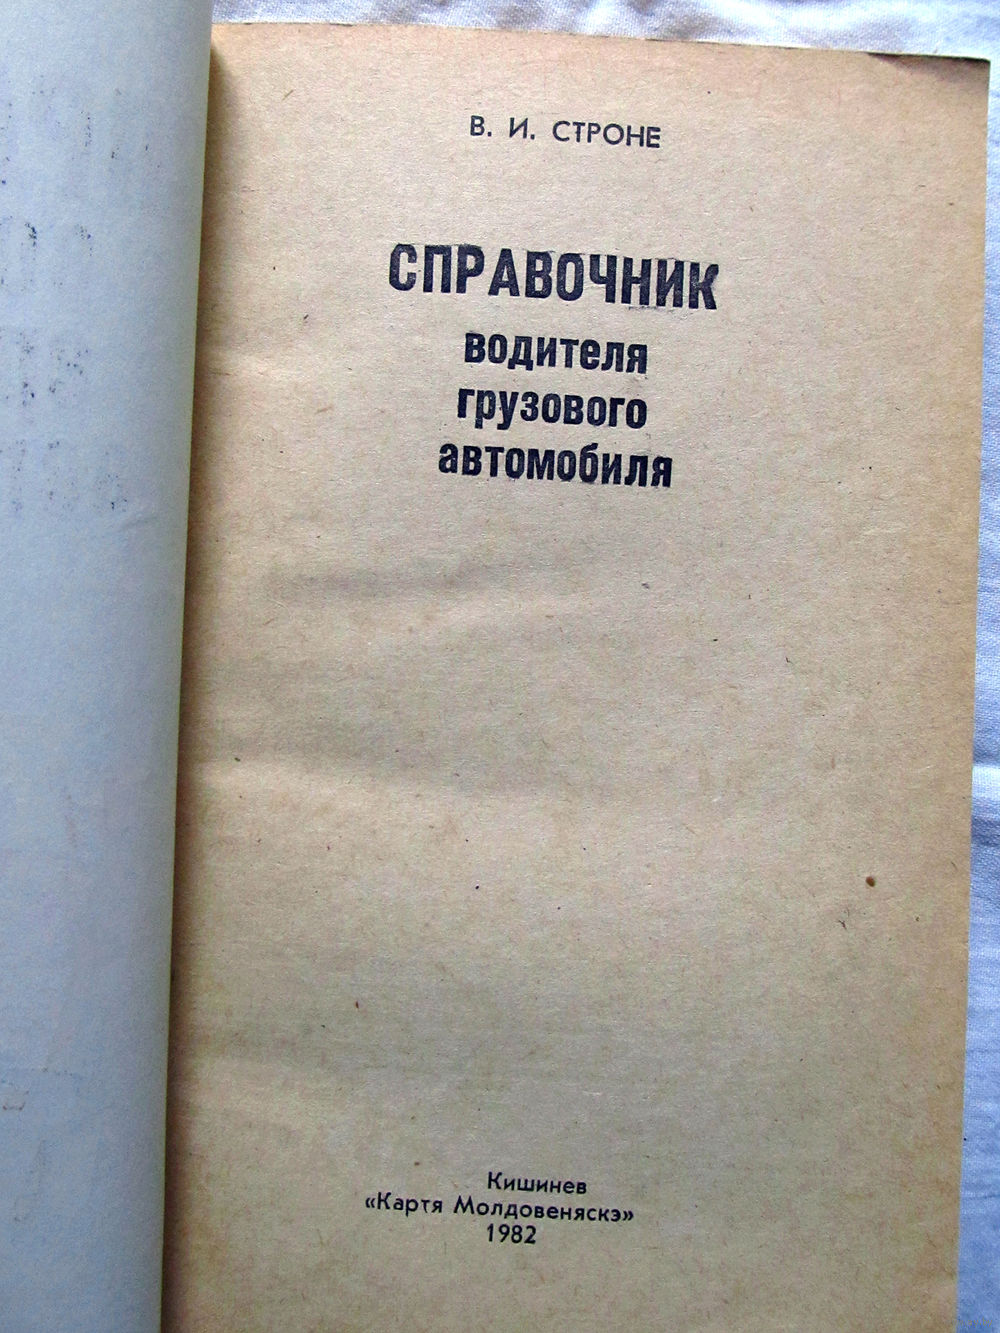 В. И. СТРОНЕ
СПРАВОЧНИК
водителя
грузового
автомобиля
Кишинев
«Картя Молдовеняскэ»
1982